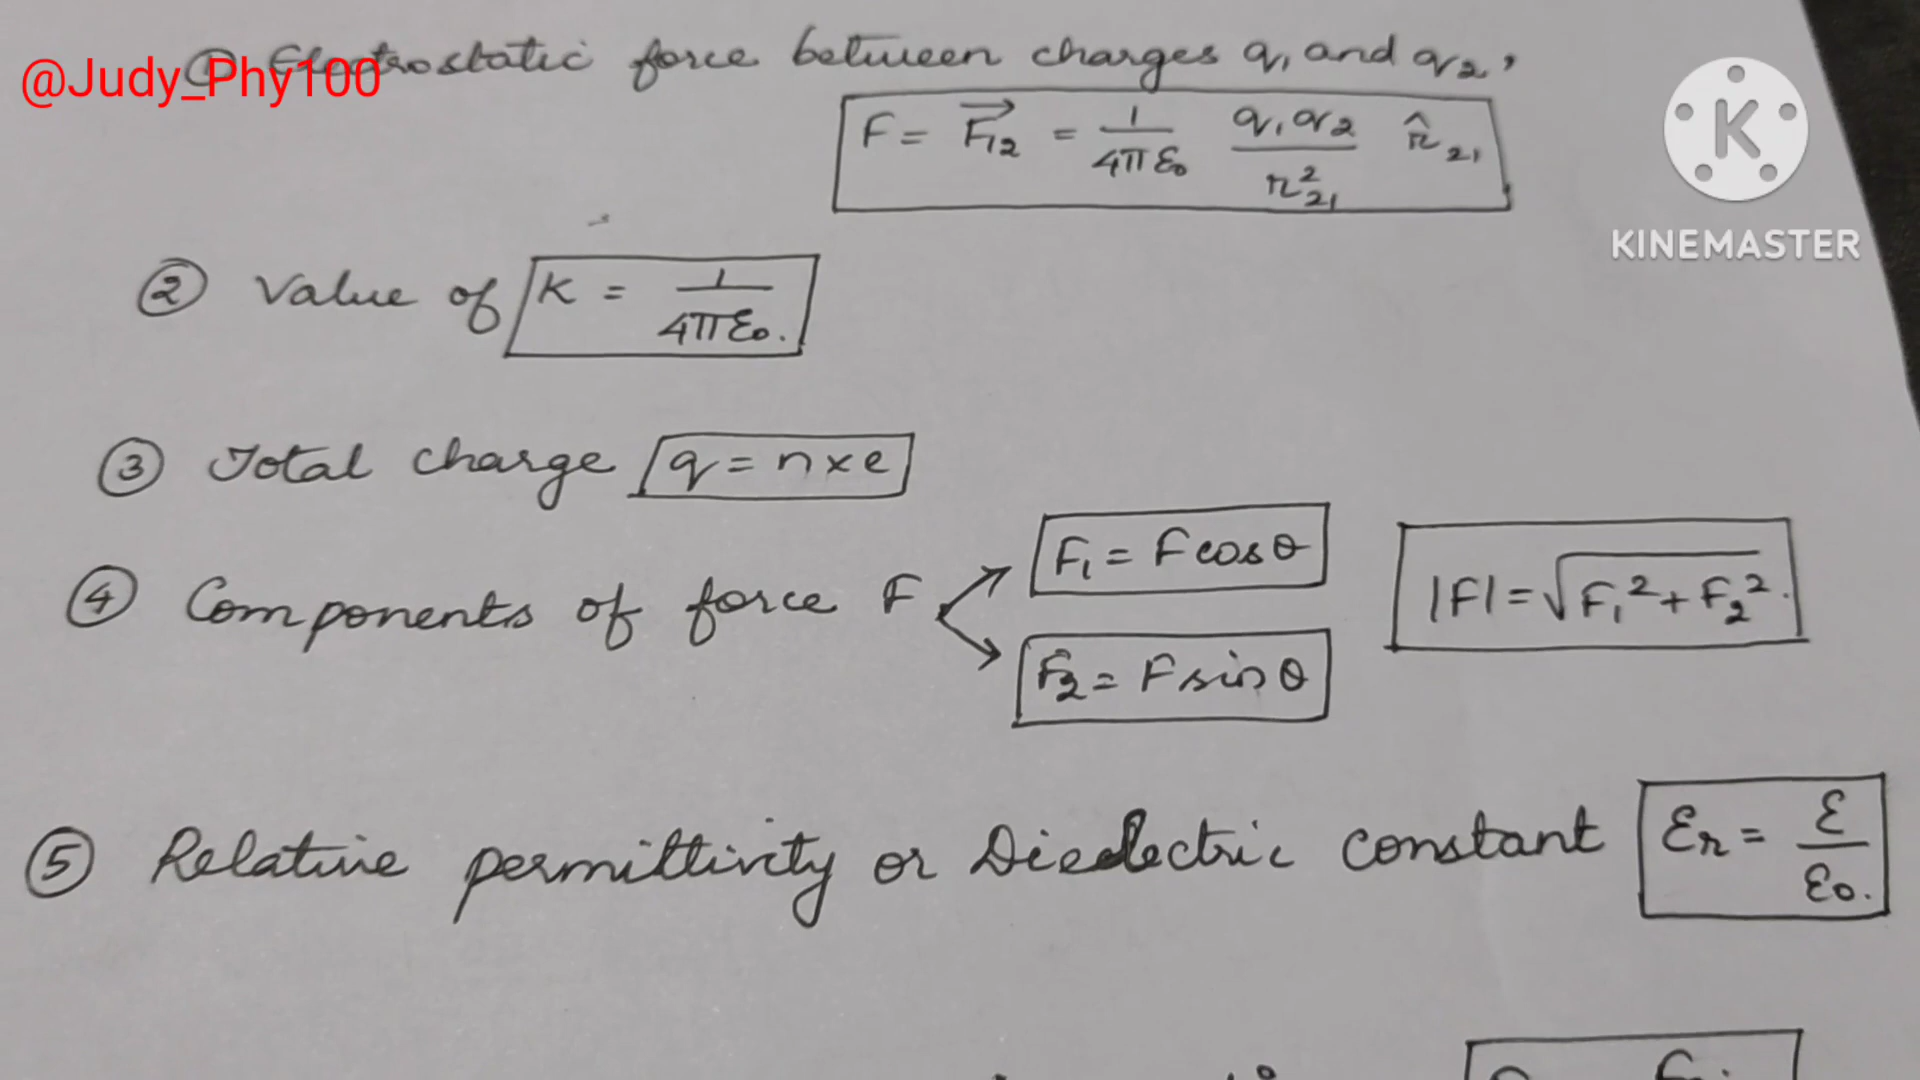 ① Electrostatic force between charges q₁ and q₂,
@Judy_Phy100
F = F⃗₁₂ = 1/4πε₀ q₁q₂/r²₂₁ r̂₂₁
KINEMASTER
② Value of K = 1/4πε₀.
③ Total charge q = n×e
④ Components of force F
F₁ = F cos θ
F₂ = F sin θ
|F| = √F₁² + F₂².
⑤ Relative permittivity or Dielectric constant εr = ε/ε₀.